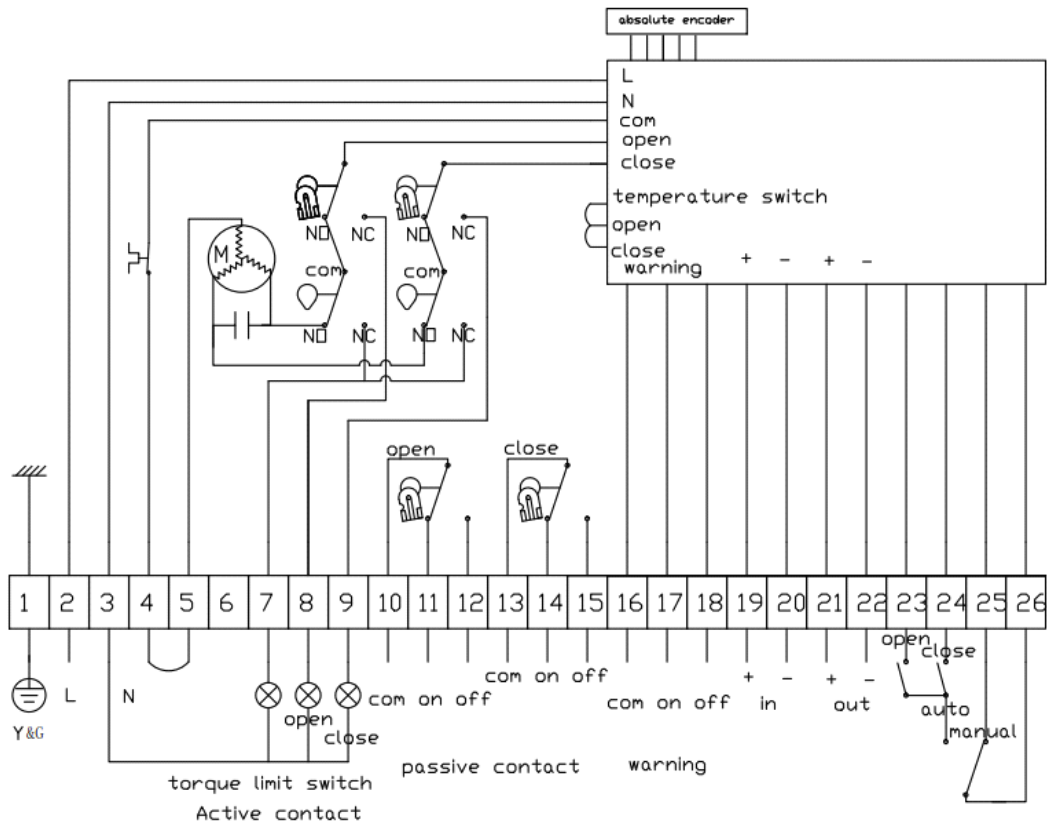 absolute encoder
L
N
com
open
close
temperature switch
open
close
warning + - + -
M
NO NC NO NC
com com
NO NC NO NC
open close
1 2 3 4 5 6 7 8 9 10 11 12 13 14 15 16 17 18 19 20 21 22 23 24 25 26
open
close
L N open com on off com on off com on off + - + -
close in out auto
Y&G manual
torque limit switch passive contact warning
Active contact